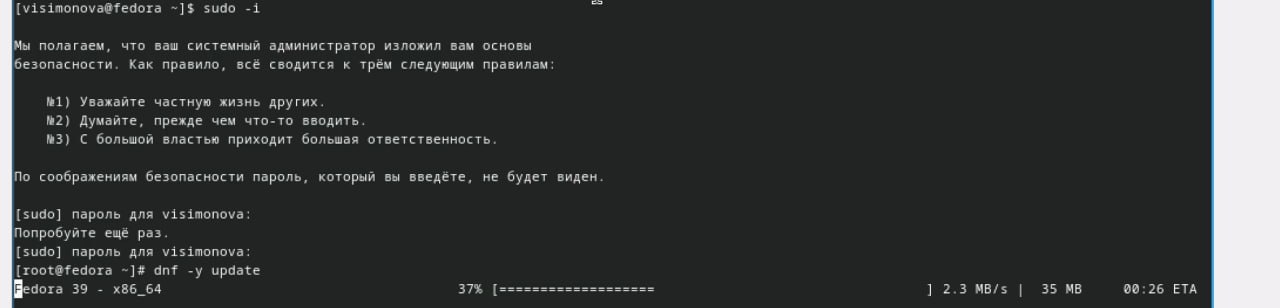 [visimonova@fedora ~]$ sudo -i
Мы полагаем, что ваш системный администратор изложил вам основы
безопасности. Как правило, всё сводится к трём следующим правилам:
№1) Уважайте частную жизнь других.
№2) Думайте, прежде чем что-то вводить.
№3) С большой властью приходит большая ответственность.
По соображениям безопасности пароль, который вы введёте, не будет виден.
[sudo] пароль для visimonova:
Попробуйте ещё раз.
[sudo] пароль для visimonova:
[root@fedora ~]# dnf -y update
Fedora 39 - x86_64 37% [=================== ] 2.3 MB/s | 35 MB 00:26 ETA